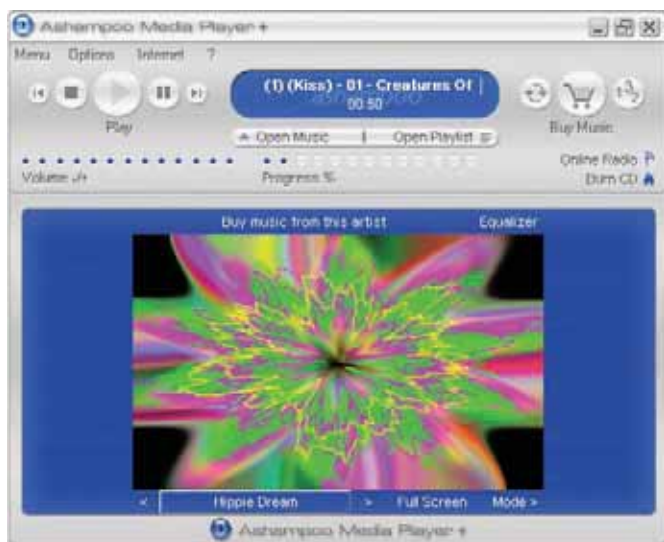 Ashampoo Media Player+
Menu Options Internet ?
(1) (Kiss) - 01 - Creatures Of |
00:50
Play
Buy Music
Open Music | Open Playlist
Online Radio
Volume -/+ Progress %
Burn CD
Buy music from this artist Equalizer
< Hippie Dream > Full Screen Mode >
Ashampoo Media Player +